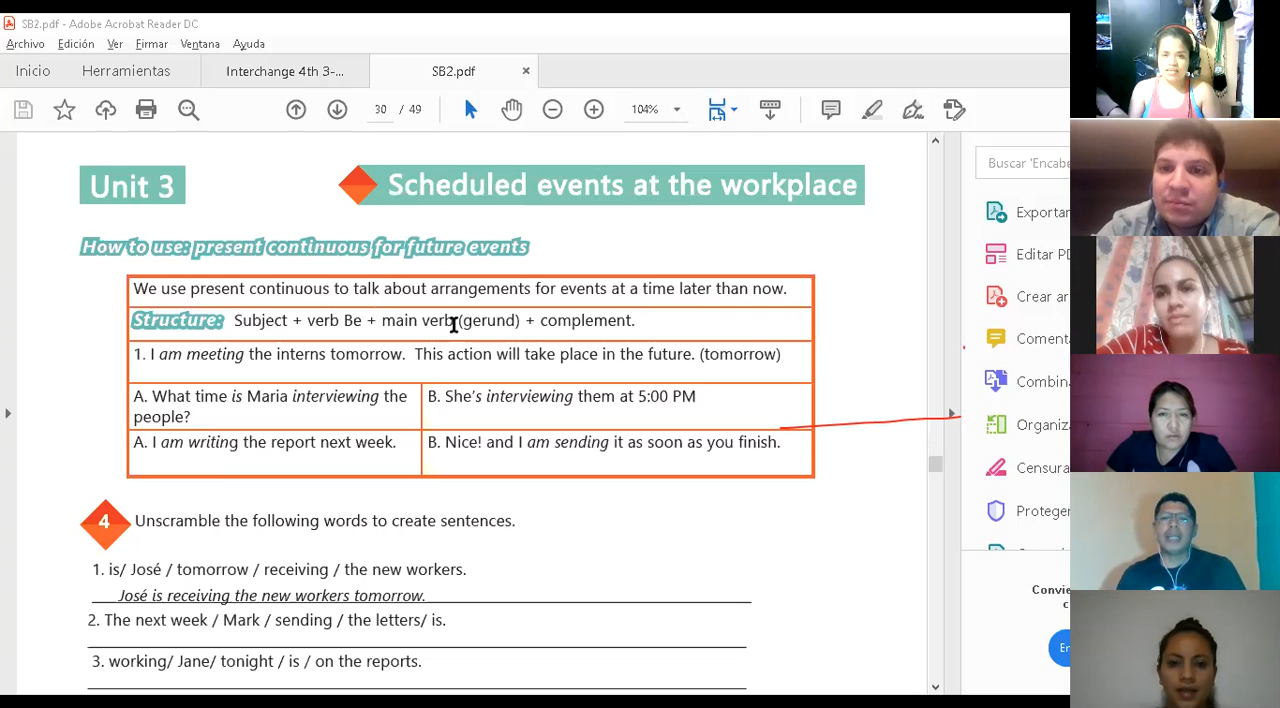 SB2.pdf - Adobe Acrobat Reader DC
Archivo Edición Ver Firmar Ventana Ayuda
Inicio Herramientas Interchange 4th 3-... SB2.pdf ×
30 / 49 104%
Unit 3 Scheduled events at the workplace
How to use: present continuous for future events
We use present continuous to talk about arrangements for events at a time later than now.
Structure: Subject + verb Be + main verb (gerund) + complement.
1. I am meeting the interns tomorrow. This action will take place in the future. (tomorrow)
A. What time is Maria interviewing the people?
B. She's interviewing them at 5:00 PM
A. I am writing the report next week.
B. Nice! and I am sending it as soon as you finish.
4 Unscramble the following words to create sentences.
1. is/ José / tomorrow / receiving / the new workers.
José is receiving the new workers tomorrow.
2. The next week / Mark / sending / the letters/ is.
3. working/ Jane/ tonight / is / on the reports.
Buscar 'Encabe
Exportar
Editar PD
Crear ar
Coment
Combin
Organiz
Censura
Proteger
Convie
c
En